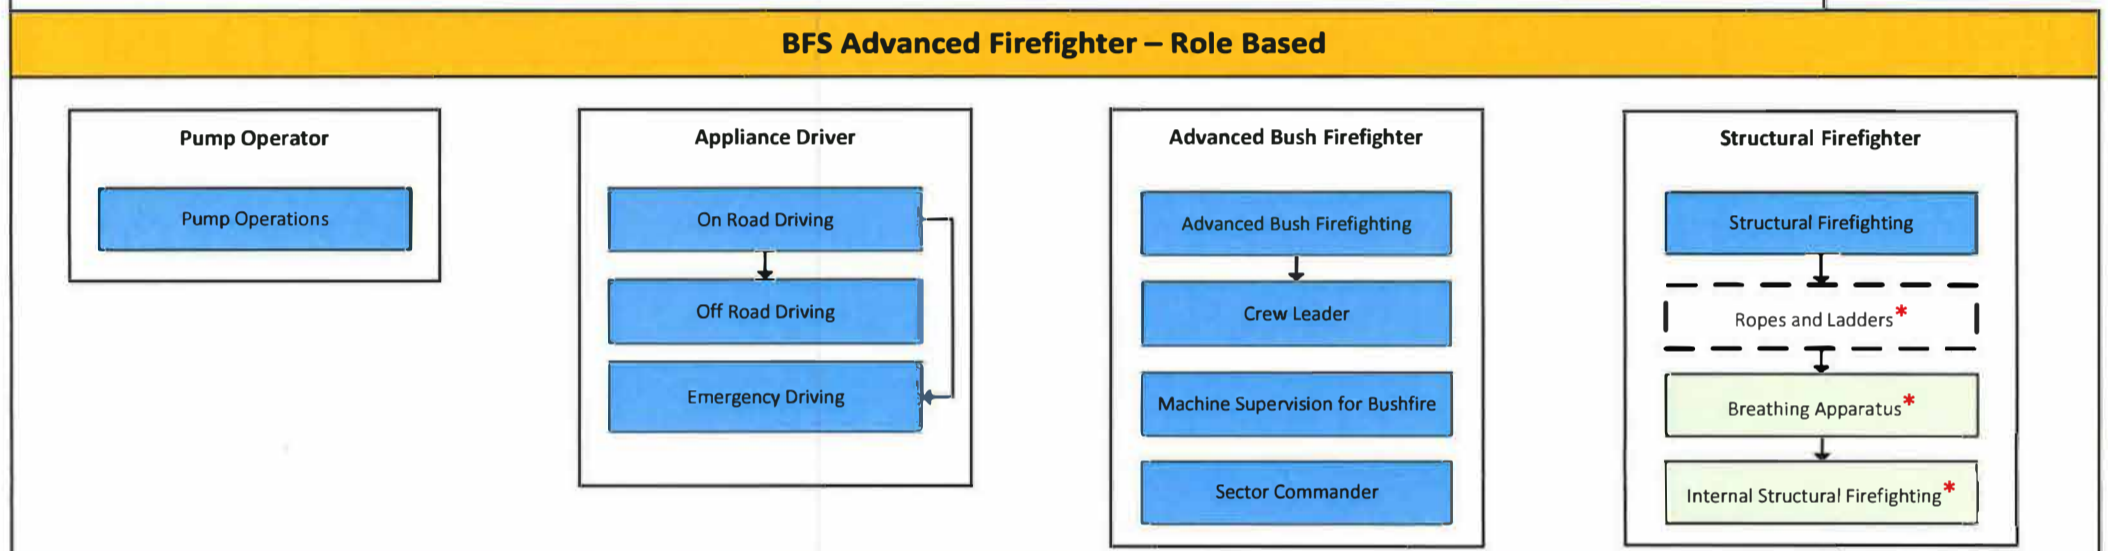 BFS Advanced Firefighter – Role Based
Pump Operator
Pump Operations
Appliance Driver
On Road Driving
Off Road Driving
Emergency Driving
Advanced Bush Firefighter
Advanced Bush Firefighting
Crew Leader
Machine Supervision for Bushfire
Sector Commander
Structural Firefighter
Structural Firefighting
Ropes and Ladders*
Breathing Apparatus*
Internal Structural Firefighting*